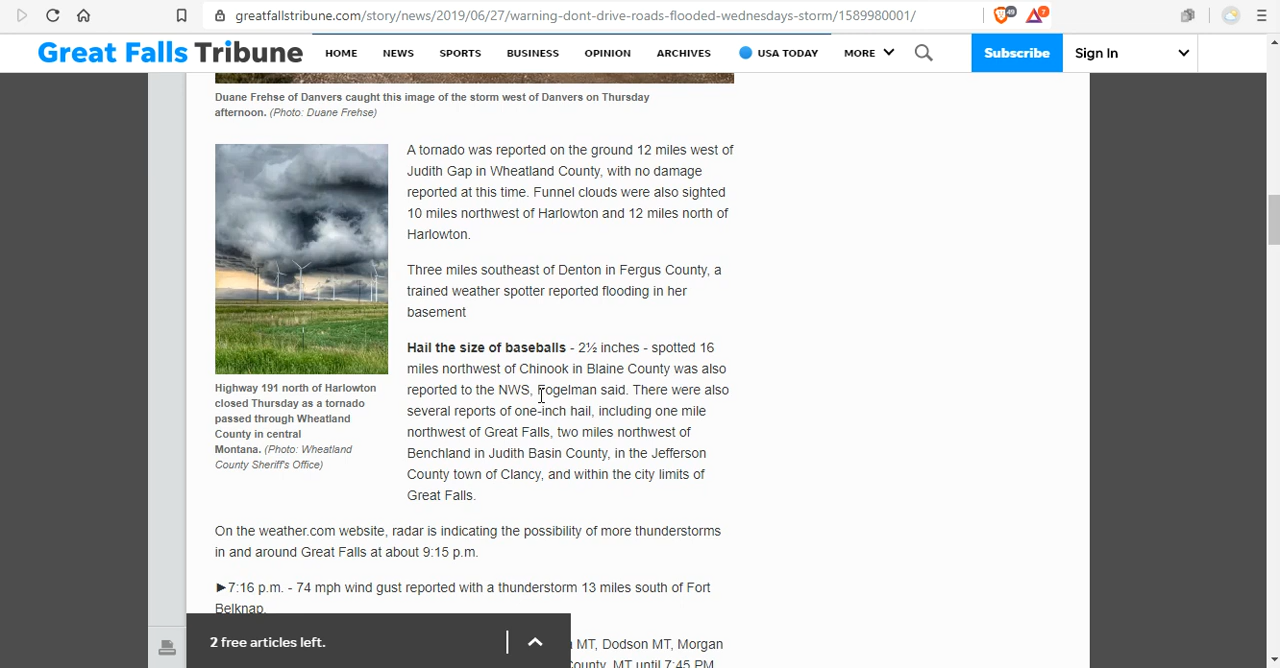 greatfallstribune.com/story/news/2019/06/27/warning-dont-drive-roads-flooded-wednesdays-storm/1589980001/
49
7
Great Falls Tribune
HOME
NEWS
SPORTS
BUSINESS
OPINION
ARCHIVES
USA TODAY
MORE
Subscribe
Sign In
Duane Frehse of Danvers caught this image of the storm west of Danvers on Thursday
afternoon. (Photo: Duane Frehse)
A tornado was reported on the ground 12 miles west of
Judith Gap in Wheatland County, with no damage
reported at this time. Funnel clouds were also sighted
10 miles northwest of Harlowton and 12 miles north of
Harlowton.
Three miles southeast of Denton in Fergus County, a
trained weather spotter reported flooding in her
basement
Hail the size of baseballs - 2½ inches - spotted 16
miles northwest of Chinook in Blaine County was also
reported to the NWS, Fogelman said. There were also
several reports of one-inch hail, including one mile
northwest of Great Falls, two miles northwest of
Benchland in Judith Basin County, in the Jefferson
County town of Clancy, and within the city limits of
Great Falls.
Highway 191 north of Harlowton
closed Thursday as a tornado
passed through Wheatland
County in central
Montana. (Photo: Wheatland
County Sheriff's Office)
On the weather.com website, radar is indicating the possibility of more thunderstorms
in and around Great Falls at about 9:15 p.m.
►7:16 p.m. - 74 mph wind gust reported with a thunderstorm 13 miles south of Fort
Belknap.
MT, Dodson MT, Morgan
County, MT until 7:45 PM
2 free articles left.